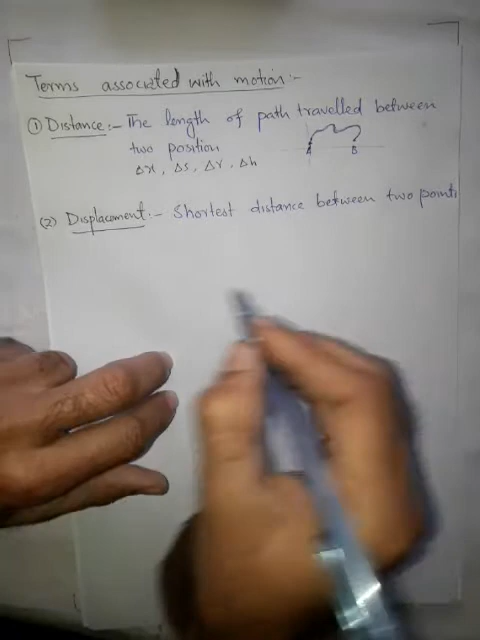 Terms associated with motion:-
① Distance:- The length of path travelled between
two position
A B
Δx, Δs, Δr, Δh
(2) Displacment:- Shortest distance between two points